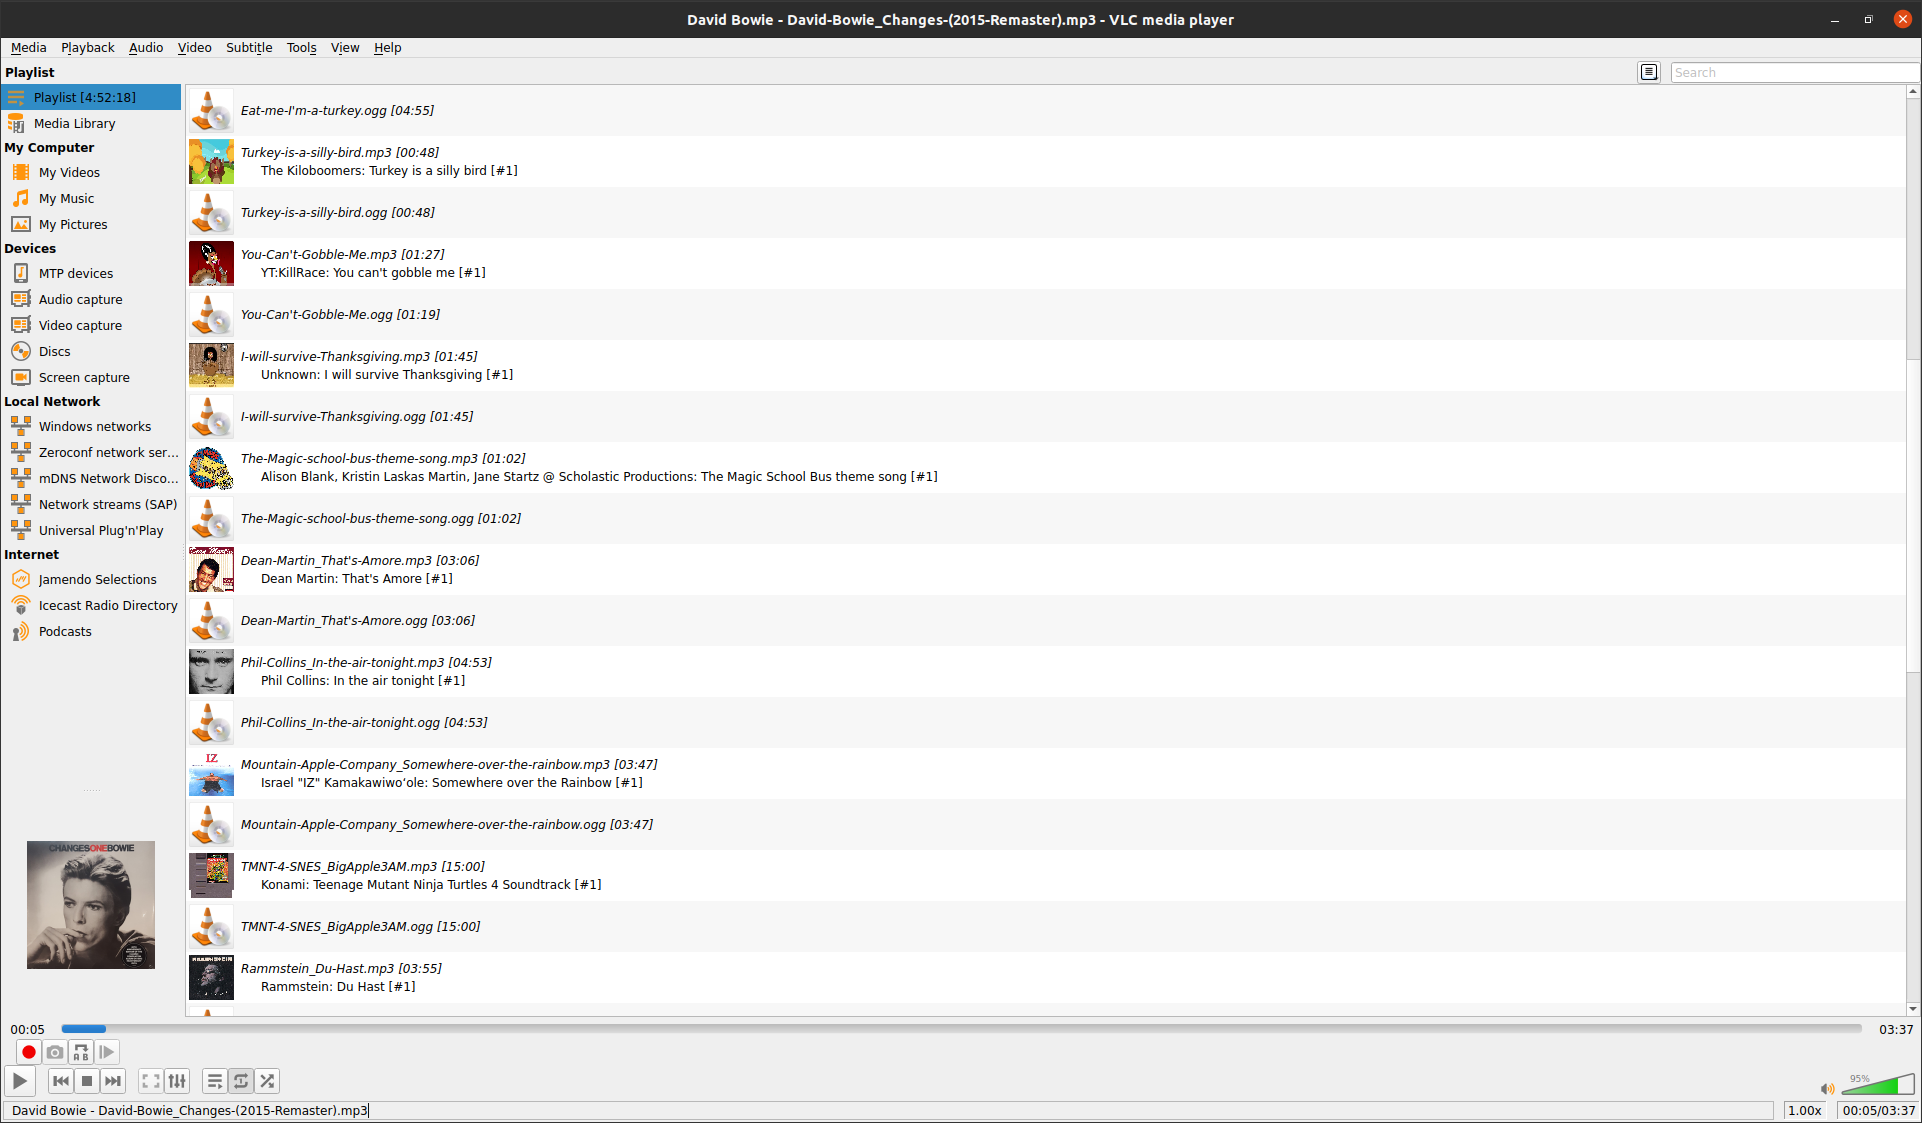 David Bowie - David-Bowie_Changes-(2015-Remaster).mp3 - VLC media player
Media Playback Audio Video Subtitle Tools View Help
Playlist
Search
Playlist [4:52:18]
Media Library
My Computer
My Videos
My Music
My Pictures
Devices
MTP devices
Audio capture
Video capture
Discs
Screen capture
Local Network
Windows networks
Zeroconf network ser...
mDNS Network Disco...
Network streams (SAP)
Universal Plug'n'Play
Internet
Jamendo Selections
Icecast Radio Directory
Podcasts
CHANGESONEBOWIE
Eat-me-I'm-a-turkey.ogg [04:55]
Turkey-is-a-silly-bird.mp3 [00:48]
The Kiloboomers: Turkey is a silly bird [#1]
Turkey-is-a-silly-bird.ogg [00:48]
You-Can't-Gobble-Me.mp3 [01:27]
YT:KillRace: You can't gobble me [#1]
You-Can't-Gobble-Me.ogg [01:19]
I-will-survive-Thanksgiving.mp3 [01:45]
Unknown: I will survive Thanksgiving [#1]
I-will-survive-Thanksgiving.ogg [01:45]
The-Magic-school-bus-theme-song.mp3 [01:02]
Alison Blank, Kristin Laskas Martin, Jane Startz @ Scholastic Productions: The Magic School Bus theme song [#1]
The-Magic-school-bus-theme-song.ogg [01:02]
Dean-Martin_That's-Amore.mp3 [03:06]
Dean Martin: That's Amore [#1]
Dean-Martin_That's-Amore.ogg [03:06]
Phil-Collins_In-the-air-tonight.mp3 [04:53]
Phil Collins: In the air tonight [#1]
Phil-Collins_In-the-air-tonight.ogg [04:53]
IZ
Mountain-Apple-Company_Somewhere-over-the-rainbow.mp3 [03:47]
Israel "IZ" Kamakawiwoʻole: Somewhere over the Rainbow [#1]
Mountain-Apple-Company_Somewhere-over-the-rainbow.ogg [03:47]
TMNT-4-SNES_BigApple3AM.mp3 [15:00]
Konami: Teenage Mutant Ninja Turtles 4 Soundtrack [#1]
TMNT-4-SNES_BigApple3AM.ogg [15:00]
Rammstein_Du-Hast.mp3 [03:55]
Rammstein: Du Hast [#1]
00:05
03:37
A B
95%
David Bowie - David-Bowie_Changes-(2015-Remaster).mp3
1.00x
00:05/03:37